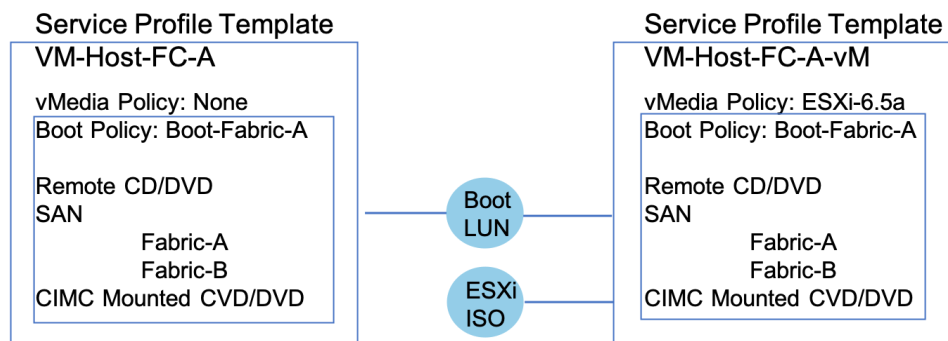 Service Profile Template
VM-Host-FC-A
vMedia Policy: None
Boot Policy: Boot-Fabric-A
Remote CD/DVD
SAN
Fabric-A
Fabric-B
CIMC Mounted CVD/DVD
Boot
LUN
ESXi
ISO
Service Profile Template
VM-Host-FC-A-vM
vMedia Policy: ESXi-6.5a
Boot Policy: Boot-Fabric-A
Remote CD/DVD
SAN
Fabric-A
Fabric-B
CIMC Mounted CVD/DVD